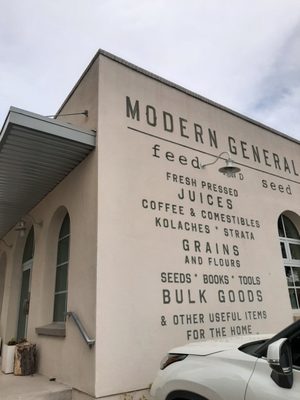 MODERN GENERAL
feed AND seed
FRESH PRESSED
JUICES
COFFEE & COMESTIBLES
KOLACHES * STRATA
GRAINS
AND FLOURS
SEEDS * BOOKS * TOOLS
BULK GOODS
& OTHER USEFUL ITEMS
FOR THE HOME